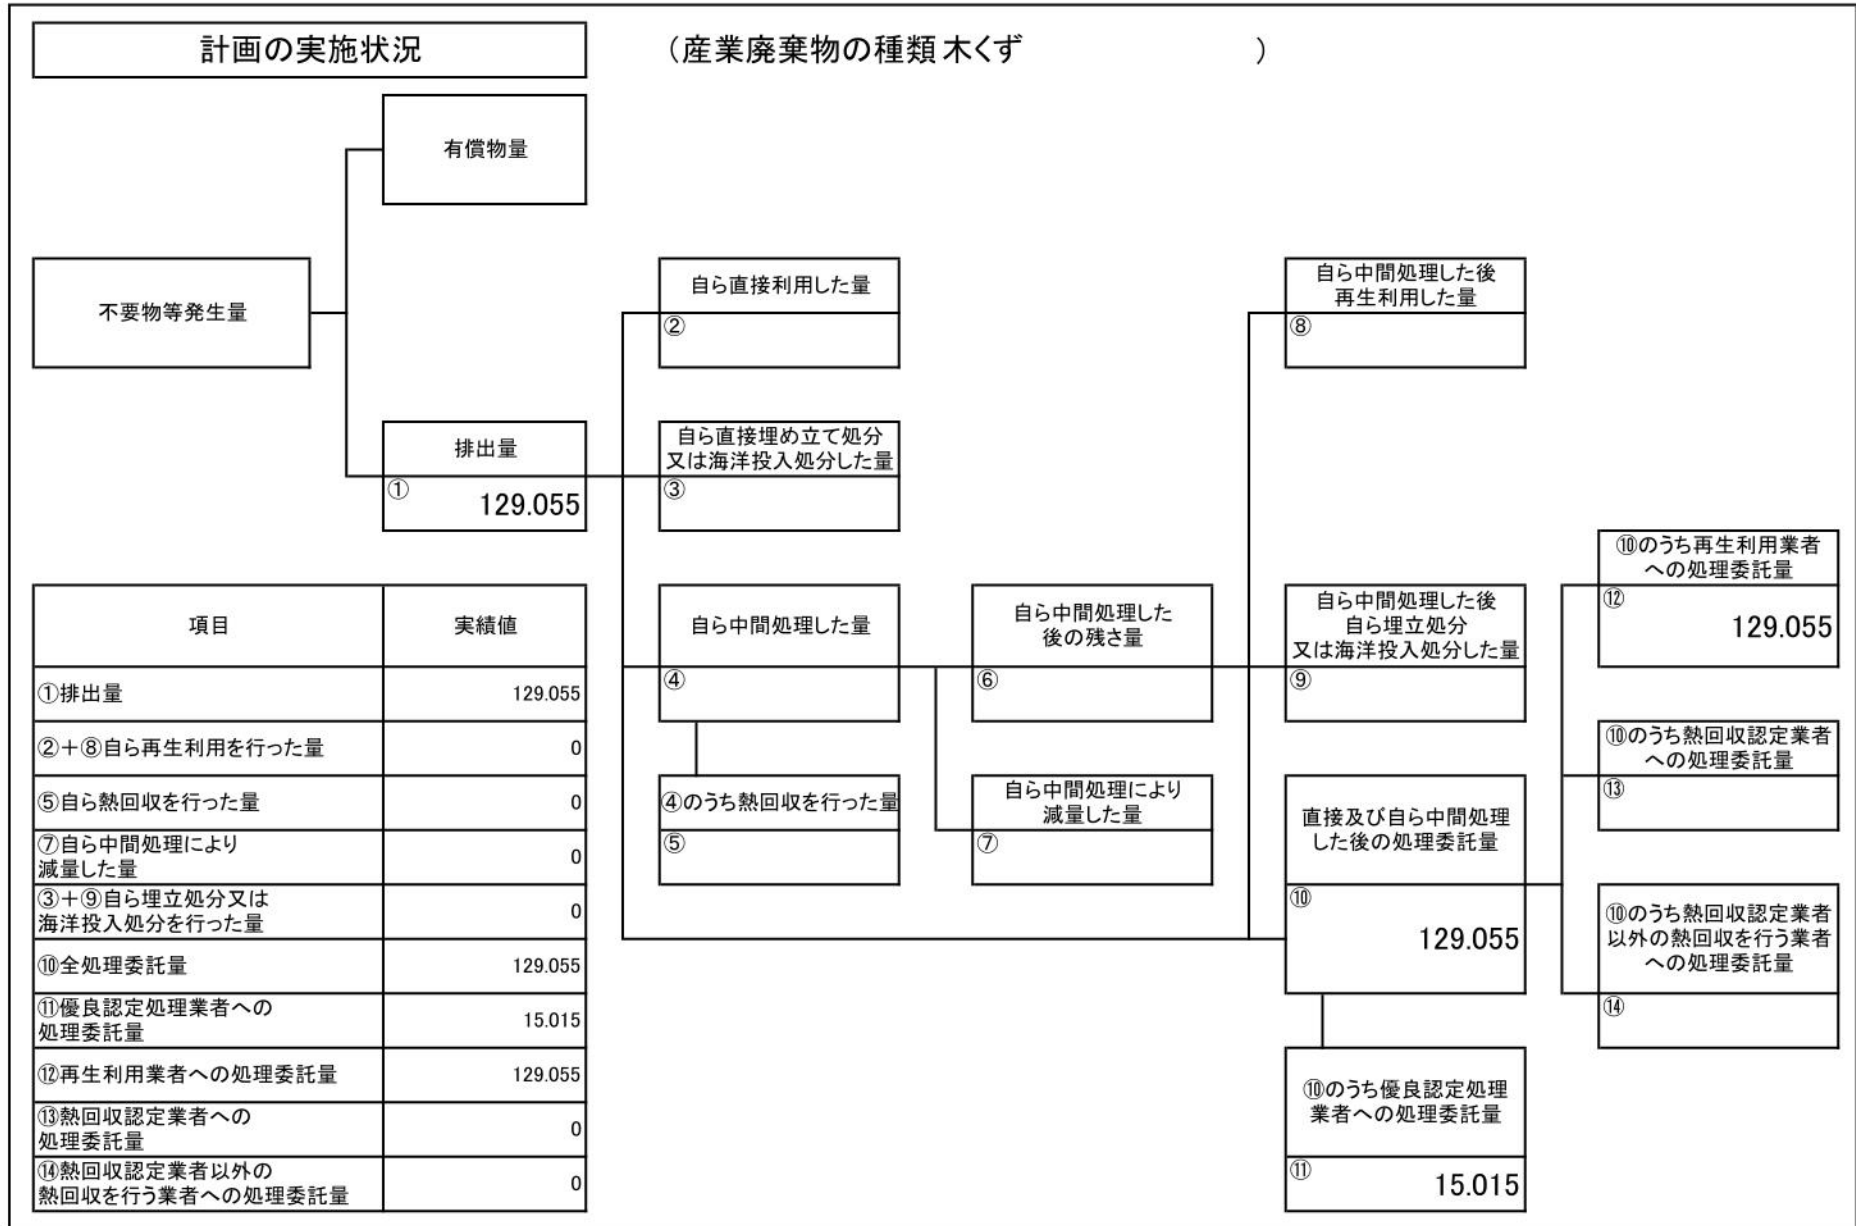 計画の実施状況
（産業廃棄物の種類 木くず　　　　　　　　）
有償物量
不要物等発生量
自ら直接利用した量
②
自ら中間処理した後
再生利用した量
⑧
排出量
①
129.055
自ら直接埋め立て処分
又は海洋投入処分した量
③
⑩のうち再生利用業者
への処理委託量
⑫
129.055
自ら中間処理した量
④
自ら中間処理した
後の残さ量
⑥
自ら中間処理した後
自ら埋立処分
又は海洋投入処分した量
⑨
⑩のうち熱回収認定業者
への処理委託量
⑬
④のうち熱回収を行った量
⑤
自ら中間処理により
減量した量
⑦
直接及び自ら中間処理
した後の処理委託量
⑩
129.055
⑩のうち熱回収認定業者
以外の熱回収を行う業者
への処理委託量
⑭
⑩のうち優良認定処理
業者への処理委託量
⑪
15.015
項目 実績値
①排出量 129.055
②＋⑧自ら再生利用を行った量 0
⑤自ら熱回収を行った量 0
⑦自ら中間処理により
減量した量 0
③＋⑨自ら埋立処分又は
海洋投入処分を行った量 0
⑩全処理委託量 129.055
⑪優良認定処理業者への
処理委託量 15.015
⑫再生利用業者への処理委託量 129.055
⑬熱回収認定業者への
処理委託量 0
⑭熱回収認定業者以外の
熱回収を行う業者への処理委託量 0